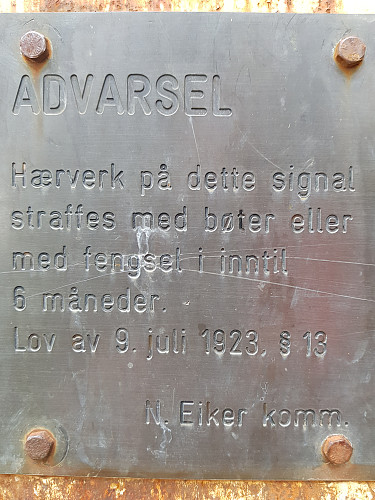 ADVARSEL
Hærverk på dette signal
straffes med bøter eller
med fengsel i inntil
6 måneder.
Lov av 9. juli 1923. § 13
N. Eiker komm.